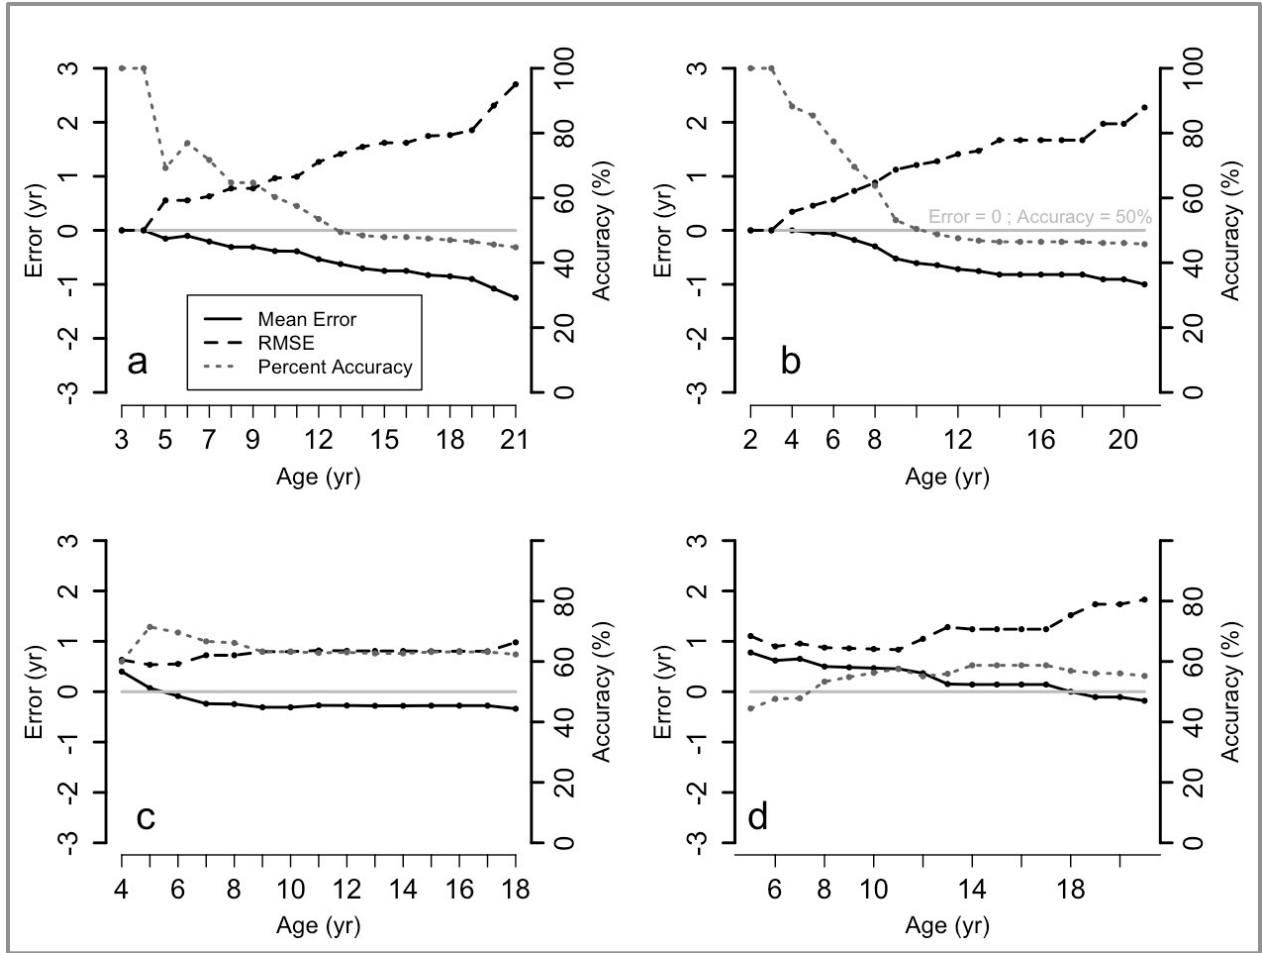 3
2
1
0
-1
-2
-3
Error (yr)
100
80
60
40
20
0
Accuracy (%)
Mean Error
RMSE
Percent Accuracy
a
3 5 7 9 12 15 18 21
Age (yr)
3
2
1
0
-1
-2
-3
Error (yr)
100
80
60
40
20
0
Accuracy (%)
Error = 0 ; Accuracy = 50%
b
2 4 6 8 12 16 20
Age (yr)
3
2
1
0
-1
-2
-3
Error (yr)
80
60
40
20
0
Accuracy (%)
c
4 6 8 10 12 14 16 18
Age (yr)
3
2
1
0
-1
-2
-3
Error (yr)
80
60
40
20
0
Accuracy (%)
d
6 8 10 14 18
Age (yr)